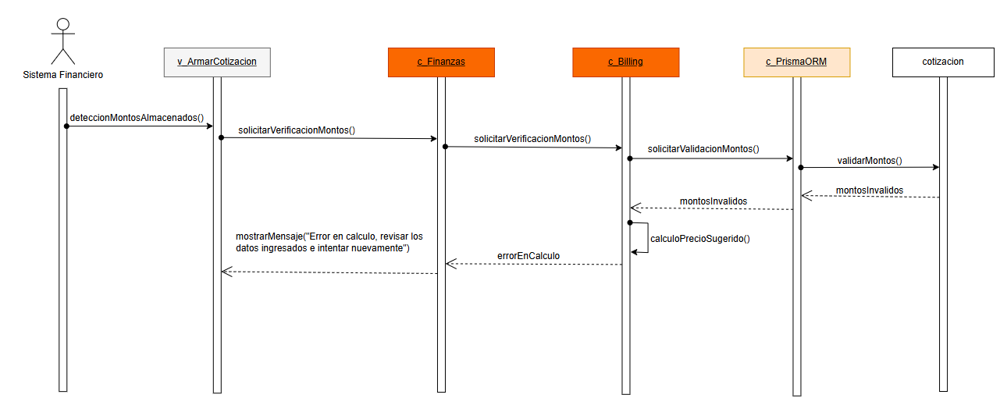 Sistema Financiero
v_ArmarCotizacion
c_Finanzas
c_Billing
c_PrismaORM
cotizacion
deteccionMontosAlmacenados()
solicitarVerificacionMontos()
solicitarVerificacionMontos()
solicitarValidacionMontos()
validarMontos()
montosInvalidos
montosInvalidos
calculoPrecioSugerido()
errorEnCalculo
mostrarMensaje("Error en calculo, revisar los
datos ingresados e intentar nuevamente")